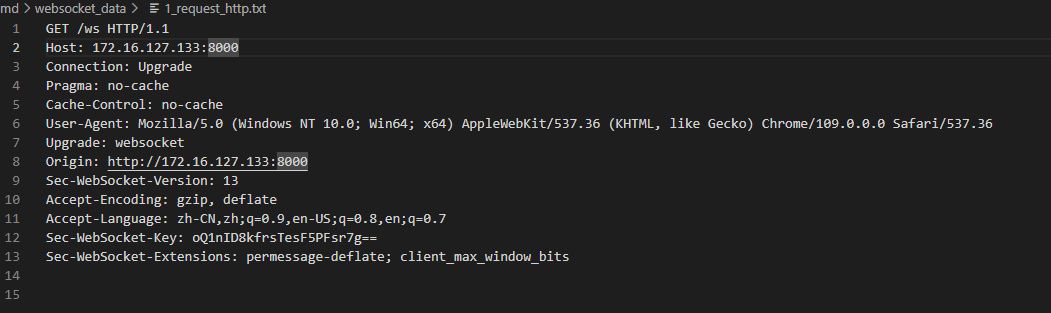 md > websocket_data > 1_request_http.txt
1 GET /ws HTTP/1.1
2 Host: 172.16.127.133:8000
3 Connection: Upgrade
4 Pragma: no-cache
5 Cache-Control: no-cache
6 User-Agent: Mozilla/5.0 (Windows NT 10.0; Win64; x64) AppleWebKit/537.36 (KHTML, like Gecko) Chrome/109.0.0.0 Safari/537.36
7 Upgrade: websocket
8 Origin: http://172.16.127.133:8000
9 Sec-WebSocket-Version: 13
10 Accept-Encoding: gzip, deflate
11 Accept-Language: zh-CN,zh;q=0.9,en-US;q=0.8,en;q=0.7
12 Sec-WebSocket-Key: oQ1nID8kfrsTesF5PFsr7g==
13 Sec-WebSocket-Extensions: permessage-deflate; client_max_window_bits
14
15